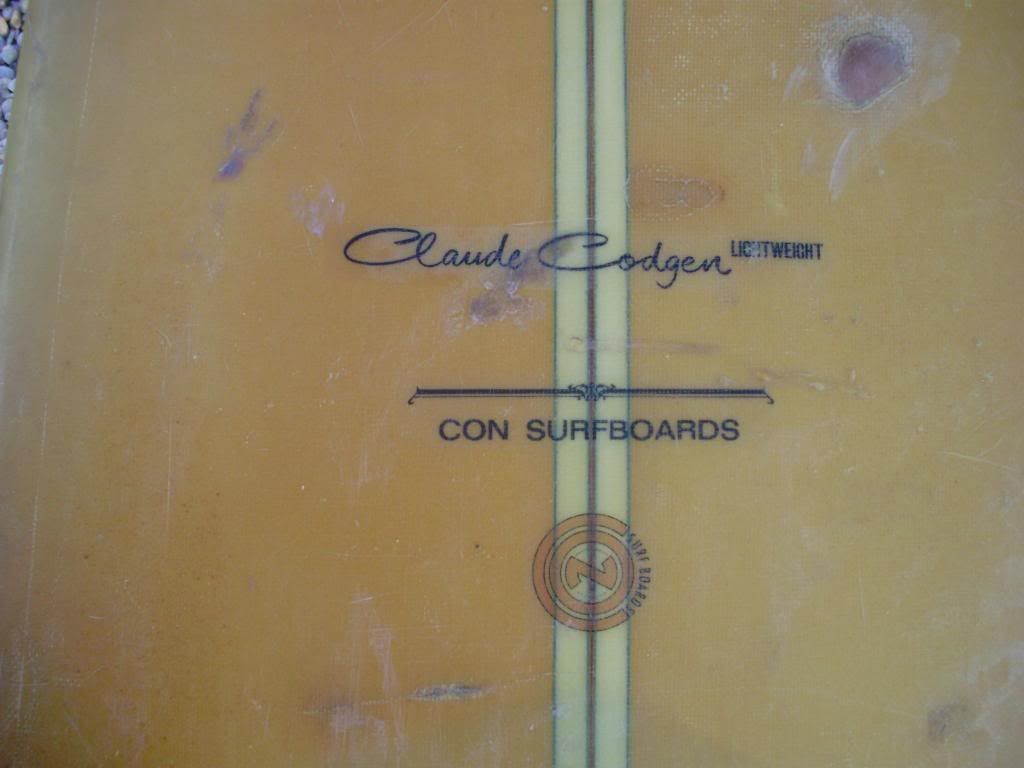 Claude Codgen LIGHTWEIGHT
CON SURFBOARDS
SURF BOARDS